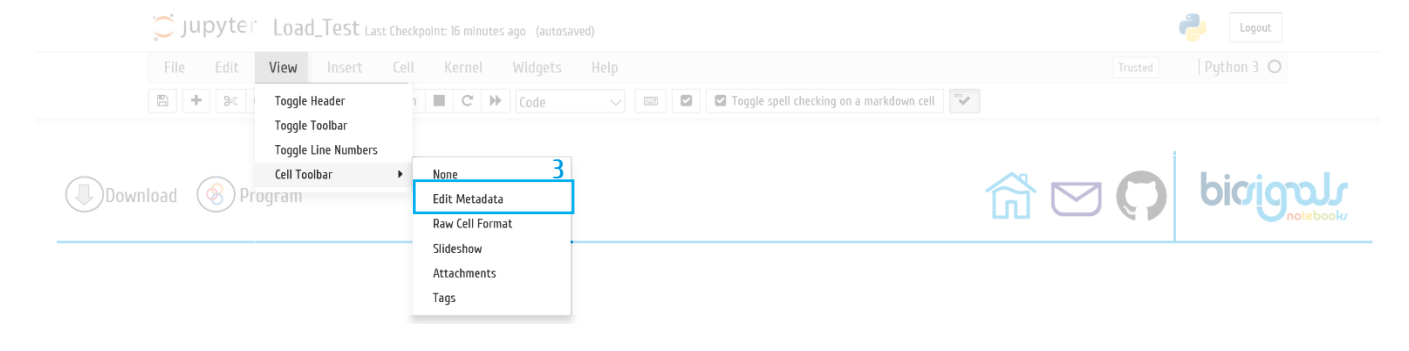 jupyter Load_Test Last Checkpoint: 16 minutes ago (autosaved) Logout
File Edit View Insert Cell Kernel Widgets Help Trusted Python 3
Code Toggle spell checking on a markdown cell
Toggle Header
Toggle Toolbar
Toggle Line Numbers
Cell Toolbar
None 3
Edit Metadata
Raw Cell Format
Slideshow
Attachments
Tags
Download Program
biosignals
notebooks